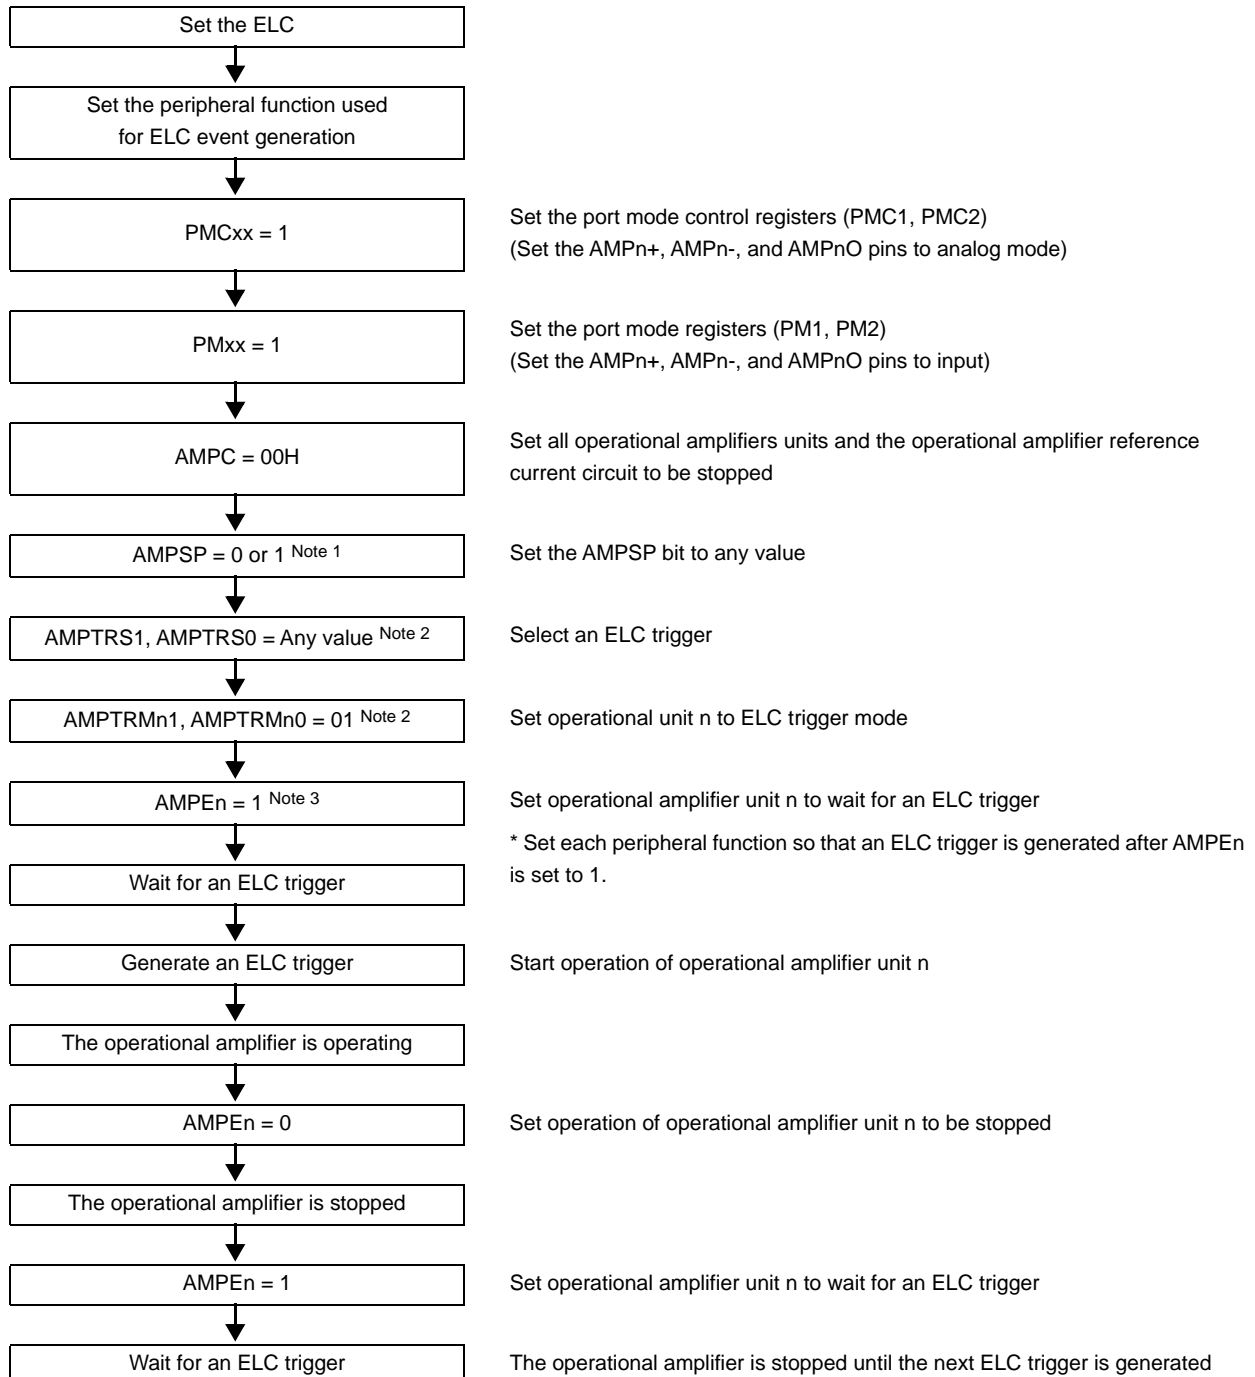 Set the ELC
Set the peripheral function used
for ELC event generation
PMCxx = 1
Set the port mode control registers (PMC1, PMC2)
(Set the AMPn+, AMPn-, and AMPnO pins to analog mode)
PMxx = 1
Set the port mode registers (PM1, PM2)
(Set the AMPn+, AMPn-, and AMPnO pins to input)
AMPC = 00H
Set all operational amplifiers units and the operational amplifier reference
current circuit to be stopped
AMPSP = 0 or 1 Note 1
Set the AMPSP bit to any value
AMPTRS1, AMPTRS0 = Any value Note 2
Select an ELC trigger
AMPTRMn1, AMPTRMn0 = 01 Note 2
Set operational unit n to ELC trigger mode
AMPEn = 1 Note 3
Set operational amplifier unit n to wait for an ELC trigger
* Set each peripheral function so that an ELC trigger is generated after AMPEn
is set to 1.
Wait for an ELC trigger
Generate an ELC trigger
Start operation of operational amplifier unit n
The operational amplifier is operating
AMPEn = 0
Set operation of operational amplifier unit n to be stopped
The operational amplifier is stopped
AMPEn = 1
Set operational amplifier unit n to wait for an ELC trigger
Wait for an ELC trigger
The operational amplifier is stopped until the next ELC trigger is generated